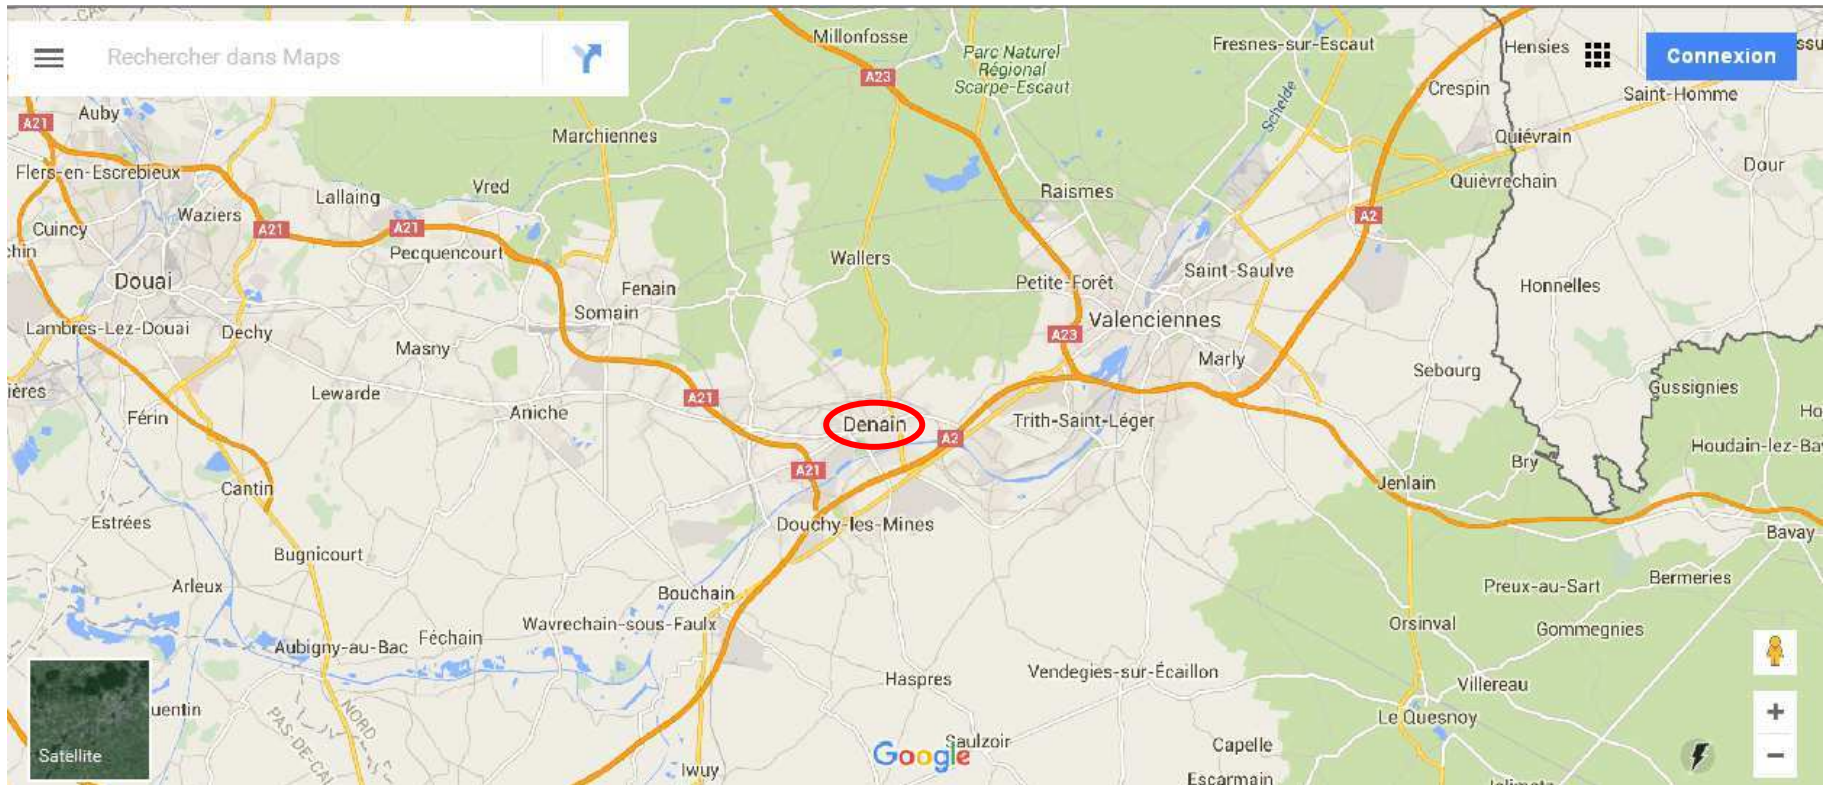 Rechercher dans Maps
Connexion
Millonfosse
Parc Naturel
Régional
Scarpe-Escaut
Fresnes-sur-Escaut
Hensies
A23
Crespin
Saint-Homme
Schelde
Auby
A21
Marchiennes
Quiévrain
Dour
Flers-en-Escrebieux
Lallaing
Vred
Raismes
Quièvrechain
Waziers
Cuincy
A21
A21
A2
Pecquencourt
Wallers
Saint-Saulve
Douai
Fenain
Petite-Forêt
Honnelles
Somain
Valenciennes
Lambres-Lez-Douai
Dechy
A23
Masny
Marly
Sebourg
Lewarde
A21
Gussignies
Férin
Aniche
Denain
A2
Trith-Saint-Léger
Houdain-lez-Ba
Bry
A21
Cantin
Jenlain
Estrées
Douchy-les-Mines
Bavay
Bugnicourt
Arleux
Bouchain
Preux-au-Sart
Bermeries
Wavrechain-sous-Faulx
Féchain
Aubigny-au-Bac
Orsinval
Gommegnies
Haspres
Vendegies-sur-Écaillon
Villereau
uentin
NORD
PAS-DE-CAL
Le Quesnoy
Satellite
Google
Saulzoir
Capelle
Iwuy
Escarmain